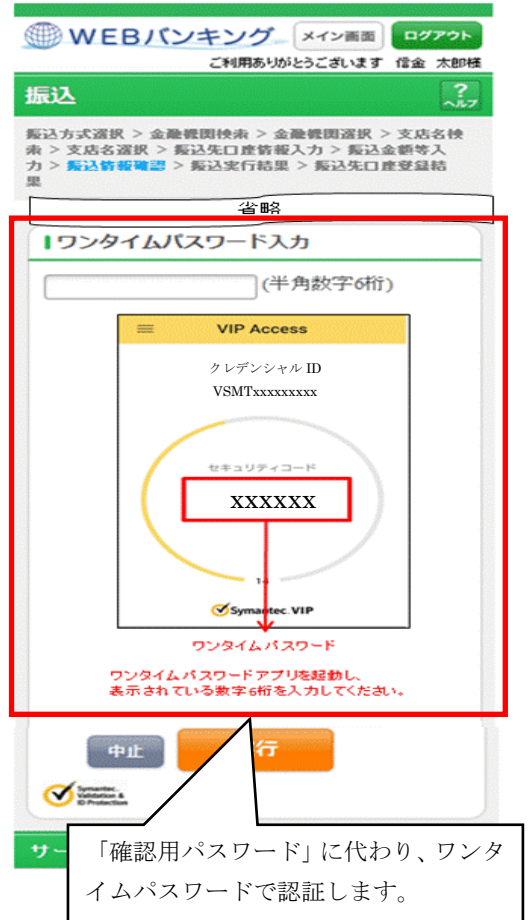 WEBバンキング メイン画面 ログアウト
ご利用ありがとうございます 信金 太郎様
振込 ?
ヘルプ
振込方式選択 > 金融機関検索 > 金融機関選択 > 支店名検
索 > 支店名選択 > 振込先口座情報入力 > 振込金額等入
力 > 振込情報確認 > 振込実行結果 > 振込先口座登録結
果
省略
ワンタイムパスワード入力
(半角数字6桁)
VIP Access
クレデンシャル ID
VSMTxxxxxxxxx
セキュリティコード
XXXXXX
Symantec. VIP
ワンタイムパスワード
ワンタイムパスワードアプリを起動し、
表示されている数字6桁を入力してください。
中止 行
Symantec.
Validation &
ID Protection
サー
「確認用パスワード」に代わり、ワンタ
イムパスワードで認証します。